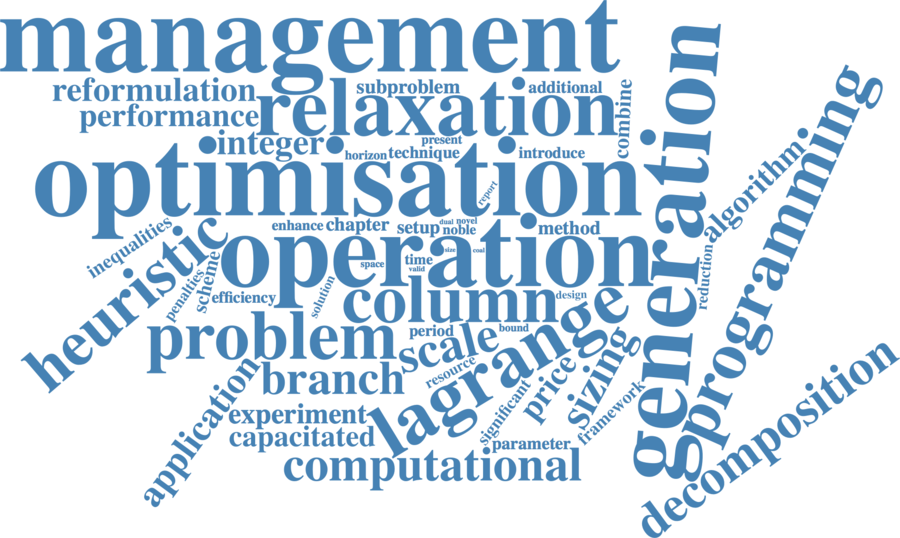 management
reformulation
subproblem
additional
relaxation
performance
combine
generation
programming
integer
present
horizon
technique
introduce
algorithm
optimisation
report
inequalities
heuristic
enhance
chapter
setup
dual
novel
noble
method
operation
size
coal
space
time
valid
reduction
penalties
scheme
efficiency
solution
column
design
problem
period
bound
scale
lagrange
resource
branch
price
sizing
application
experiment
capacitated
significant
framework
parameter
computational
decomposition